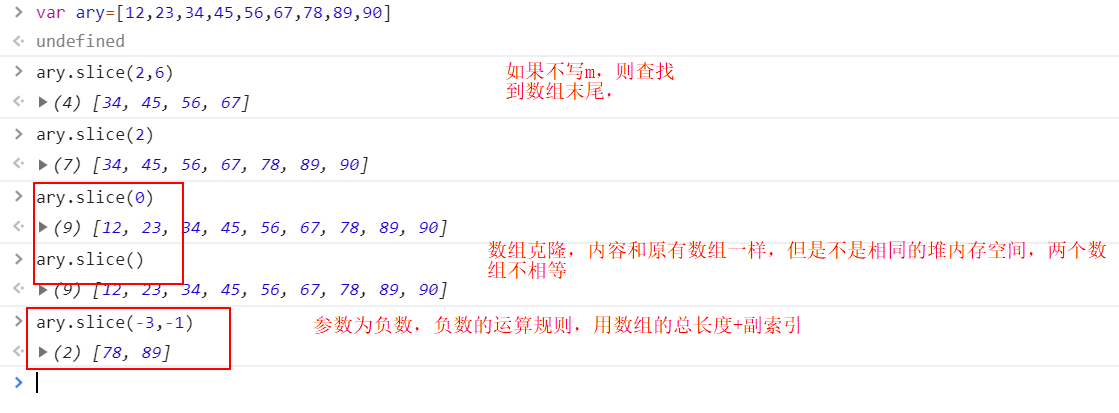 var ary=[12,23,34,45,56,67,78,89,90]
undefined
ary.slice(2,6)
如果不写m，则查找
到数组末尾，
(4) [34, 45, 56, 67]
ary.slice(2)
(7) [34, 45, 56, 67, 78, 89, 90]
ary.slice(0)
(9) [12, 23, 34, 45, 56, 67, 78, 89, 90]
数组克隆，内容和原有数组一样，但是不是相同的堆内存空间，两个数
组不相等
ary.slice()
(9) [12, 23, 34, 45, 56, 67, 78, 89, 90]
ary.slice(-3,-1)
参数为负数，负数的运算规则，用数组的总长度+副索引
(2) [78, 89]